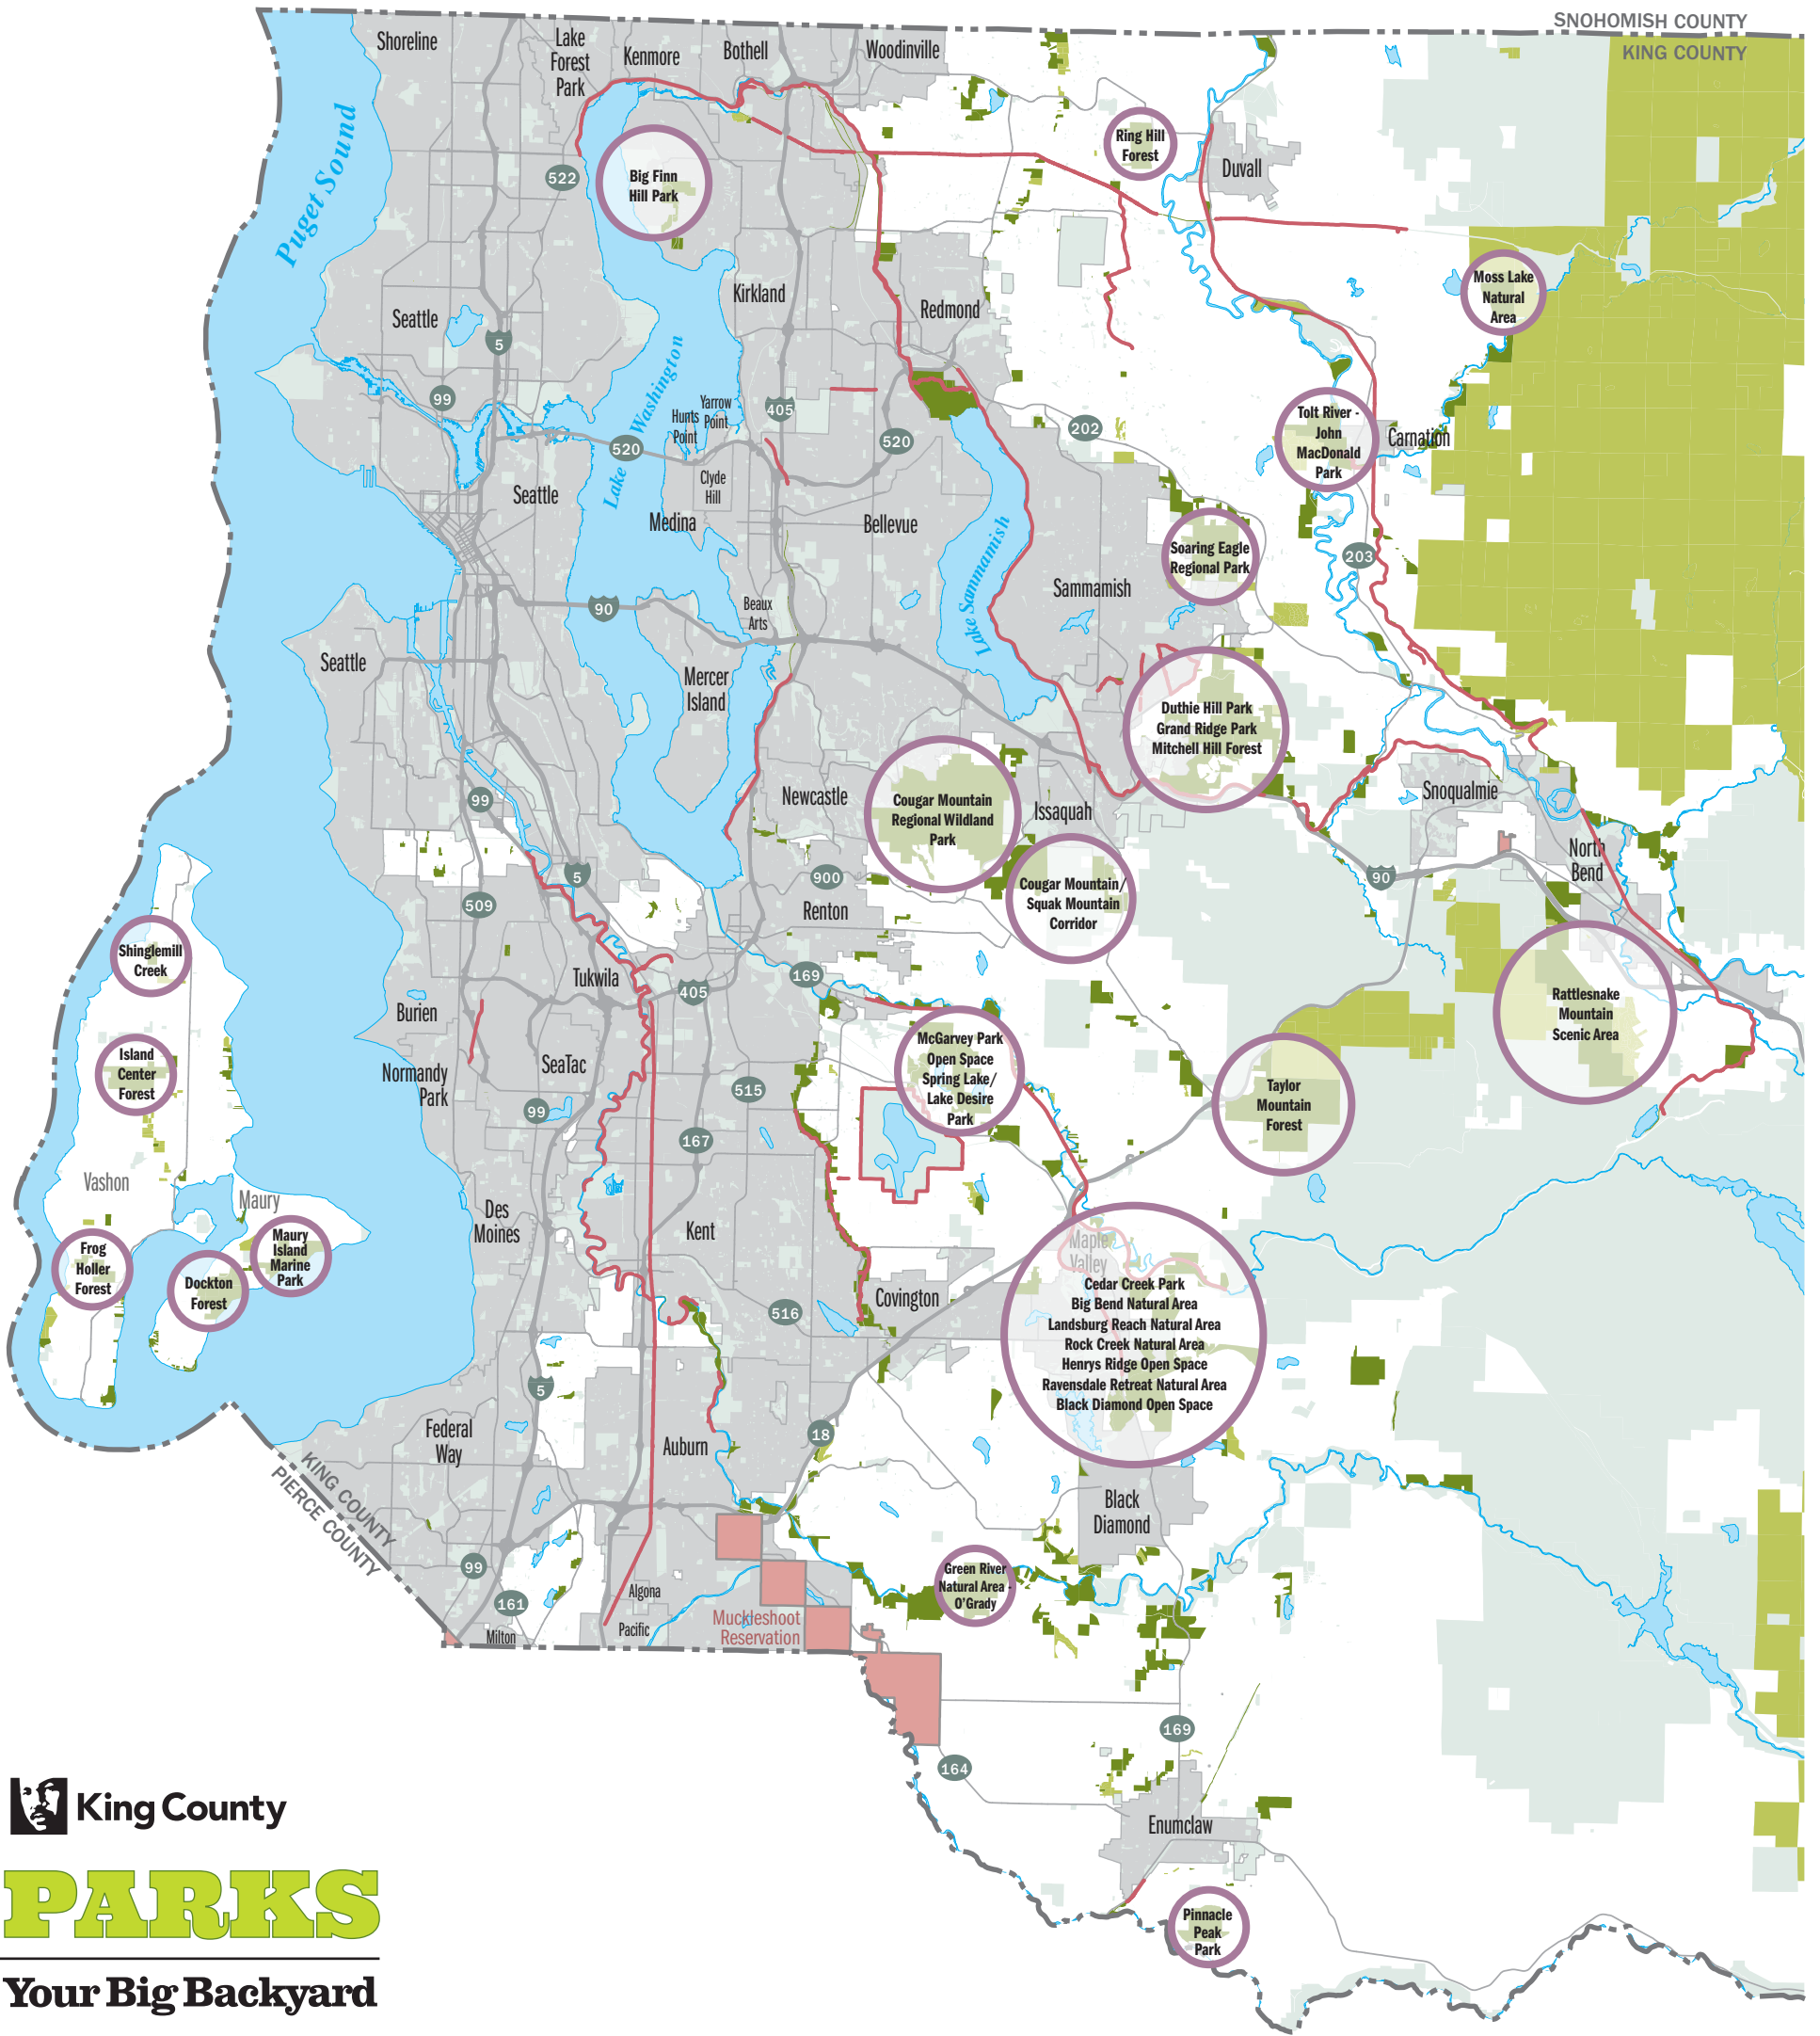 SNOHOMISH COUNTY
KING COUNTY
Shoreline
Lake
Forest
Park
Kenmore
Bothell
Woodinville
Puget Sound
522
Big Finn
Hill Park
Ring Hill
Forest
Duvall
Moss Lake
Natural
Area
Kirkland
Redmond
Seattle
5
99
Lake Washington
Hunts
Point
Yarrow
Point
405
520
520
202
Tolt River -
John
MacDonald
Park
Carnation
Clyde
Hill
Seattle
Medina
Bellevue
Lake Sammamish
Soaring Eagle
Regional Park
203
Sammamish
90
Beaux
Arts
Seattle
Mercer
Island
Duthie Hill Park
Grand Ridge Park
Mitchell Hill Forest
99
Newcastle
Cougar Mountain
Regional Wildland
Park
Issaquah
Snoqualmie
North
Bend
5
900
90
509
Renton
Cougar Mountain/
Squak Mountain
Corridor
Shinglemill
Creek
Tukwila
169
405
Burien
Rattlesnake
Mountain
Scenic Area
Island
Center
Forest
Normandy
Park
SeaTac
McGarvey Park
Open Space
Spring Lake/
Lake Desire
Park
515
99
Taylor
Mountain
Forest
167
Vashon
Maury
Des
Moines
Kent
Maple
Valley
Frog
Holler
Forest
Dockton
Forest
Maury
Island
Marine
Park
Covington
516
Cedar Creek Park
Big Bend Natural Area
Landsburg Reach Natural Area
Rock Creek Natural Area
Henrys Ridge Open Space
Ravensdale Retreat Natural Area
Black Diamond Open Space
5
Federal
Way
Auburn
18
KING COUNTY
PIERCE COUNTY
Black
Diamond
99
161
Algona
Green River
Natural Area -
O'Grady
Milton
Pacific
Muckleshoot
Reservation
169
164
King County
Enumclaw
PARKS
Pinnacle
Peak
Park
Your Big Backyard